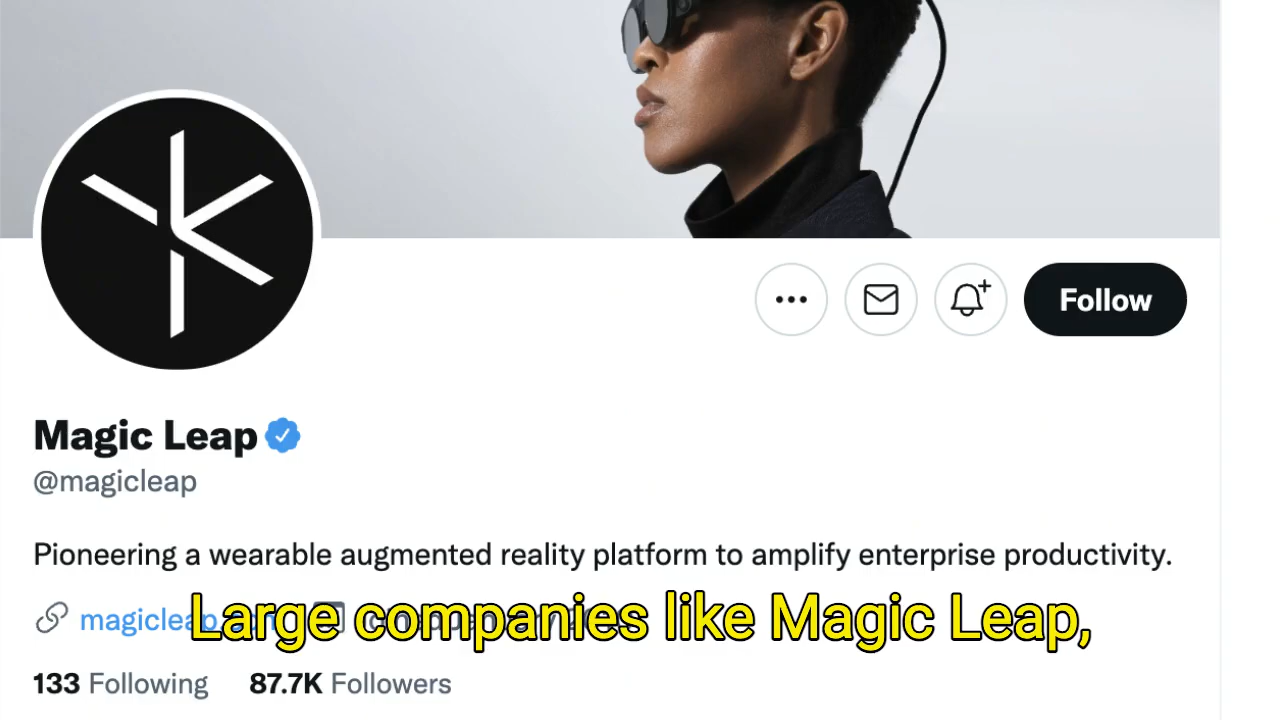 Follow
Magic Leap
@magicleap
Pioneering a wearable augmented reality platform to amplify enterprise productivity.
Large companies like Magic Leap,
133 Following 87.7K Followers